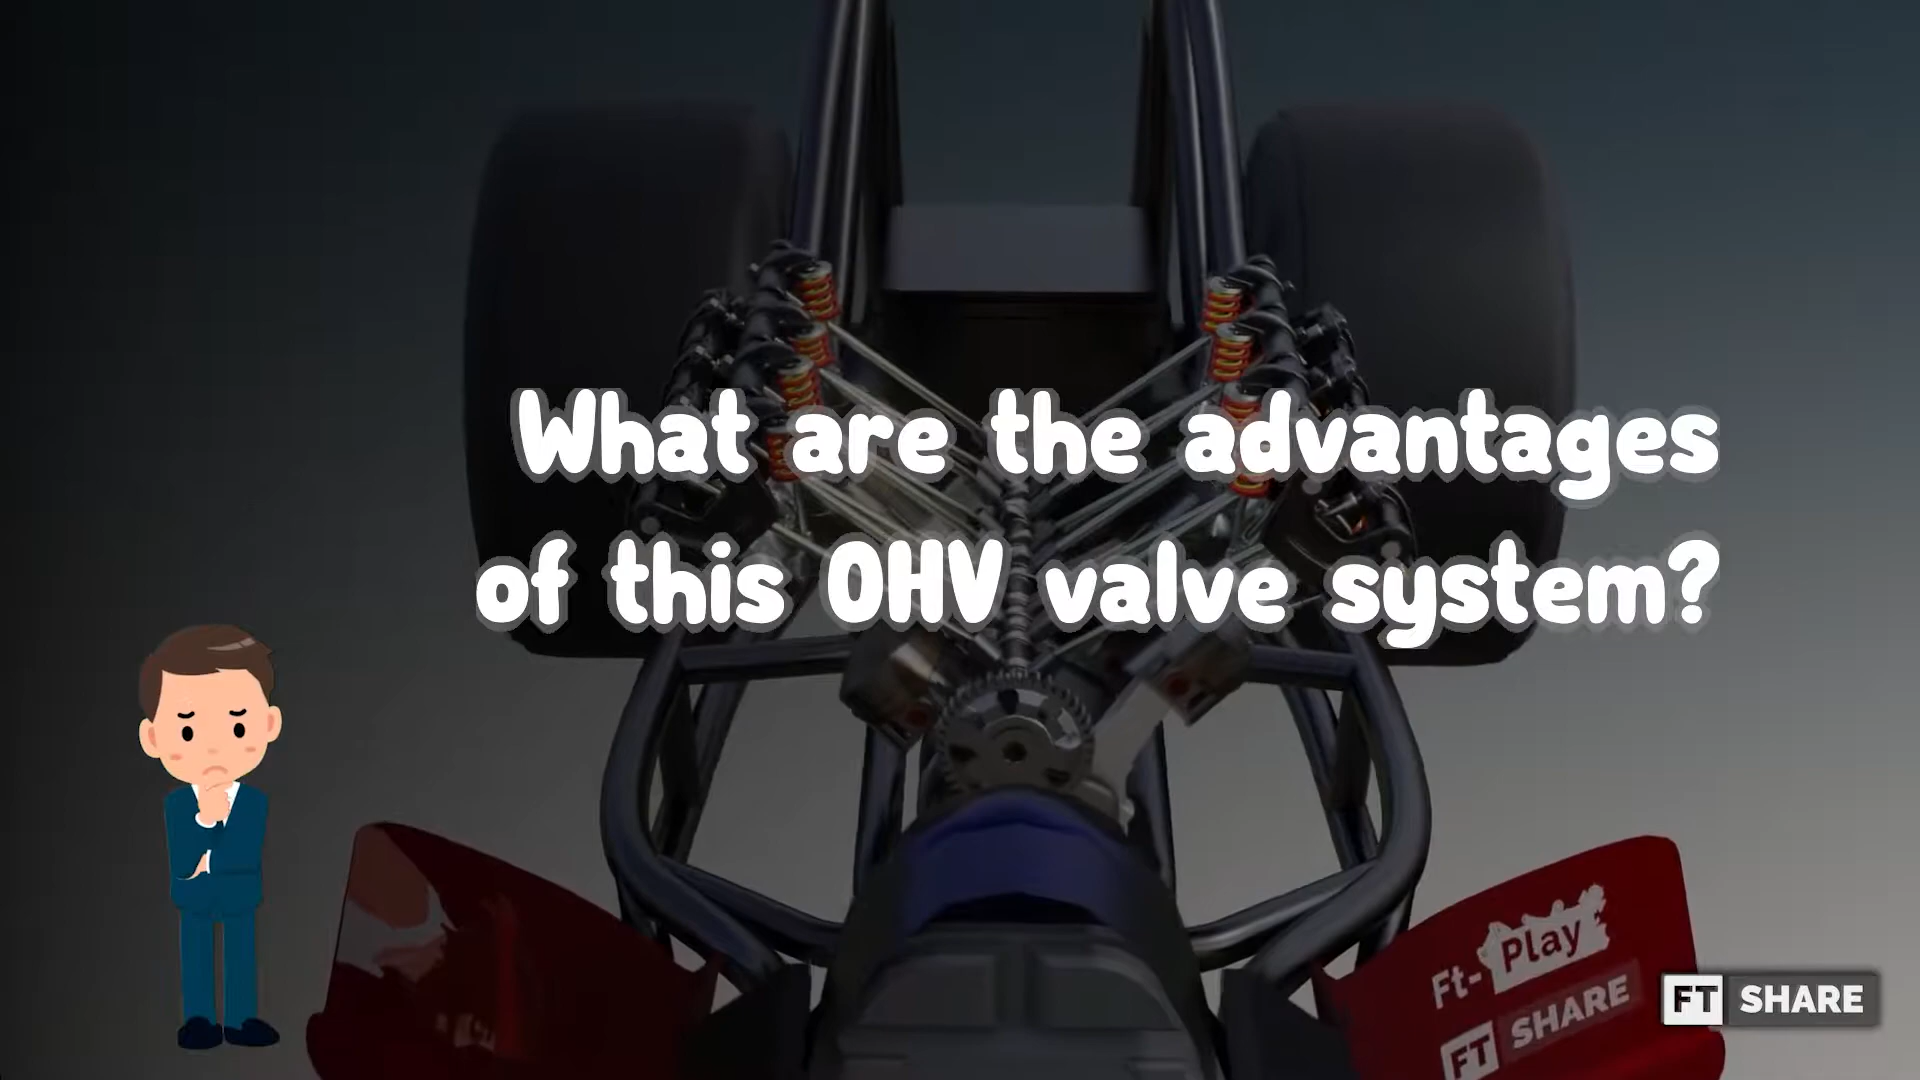 What are the advantages
of this OHV valve system?
Ft-Play
FT SHARE
FT SHARE